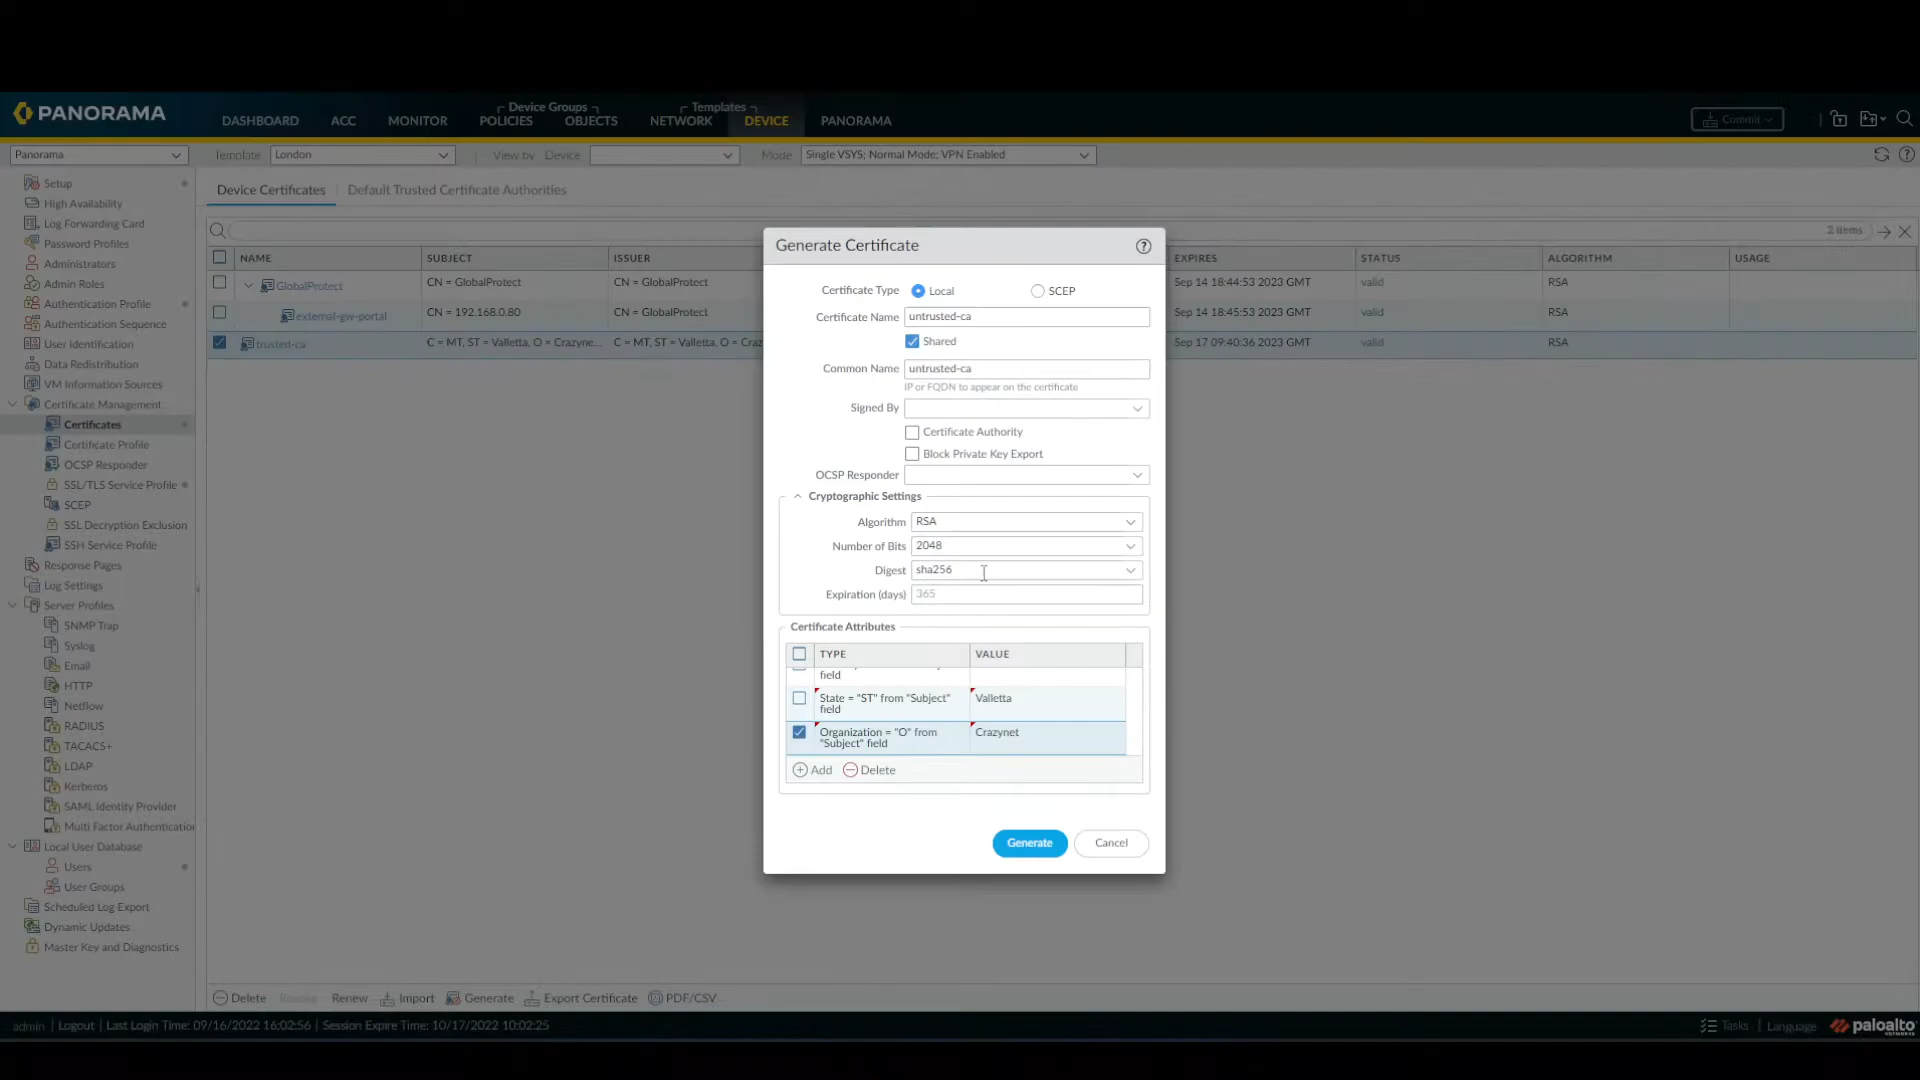 PANORAMA
DASHBOARD
ACC
MONITOR
Device Groups
POLICIES
OBJECTS
Templates
NETWORK
DEVICE
PANORAMA
Commit
Panorama
Template
London
View by
Device
Mode
Single VSYS; Normal Mode; VPN Enabled
Setup
High Availability
Log Forwarding Card
Password Profiles
Administrators
Admin Roles
Authentication Profile
Authentication Sequence
User Identification
Data Redistribution
VM Information Sources
Certificate Management
Certificates
Certificate Profile
OCSP Responder
SSL/TLS Service Profile
SCEP
SSL Decryption Exclusion
SSH Service Profile
Response Pages
Log Settings
Server Profiles
SNMP Trap
Syslog
Email
HTTP
Netflow
RADIUS
TACACS+
LDAP
Kerberos
SAML Identity Provider
Multi Factor Authentication
Local User Database
Users
User Groups
Scheduled Log Export
Dynamic Updates
Master Key and Diagnostics
Device Certificates
Default Trusted Certificate Authorities
2 items
NAME SUBJECT ISSUER EXPIRES STATUS ALGORITHM USAGE
GlobalProtect CN = GlobalProtect CN = GlobalProtect Sep 14 18:44:53 2023 GMT valid RSA
external-gw-portal CN = 192.168.0.80 CN = GlobalProtect Sep 14 18:45:53 2023 GMT valid RSA
trusted-ca C = MT, ST = Valletta, O = Crazyne... C = MT, ST = Valletta, O = Craz Sep 17 09:40:36 2023 GMT valid RSA
Generate Certificate
Certificate Type Local SCEP
Certificate Name untrusted-ca
Shared
Common Name untrusted-ca
IP or FQDN to appear on the certificate
Signed By
Certificate Authority
Block Private Key Export
OCSP Responder
Cryptographic Settings
Algorithm RSA
Number of Bits 2048
Digest sha256
Expiration (days) 365
Certificate Attributes
TYPE VALUE
field
State = "ST" from "Subject" Valletta
field
Organization = "O" from Crazynet
"Subject" field
Add Delete
Generate Cancel
Delete Revoke Renew Import Generate Export Certificate PDF/CSV
admin | Logout | Last Login Time: 09/16/2022 16:02:56 | Session Expire Time: 10/17/2022 10:02:25
Tasks | Language
paloalto
NETWORKS